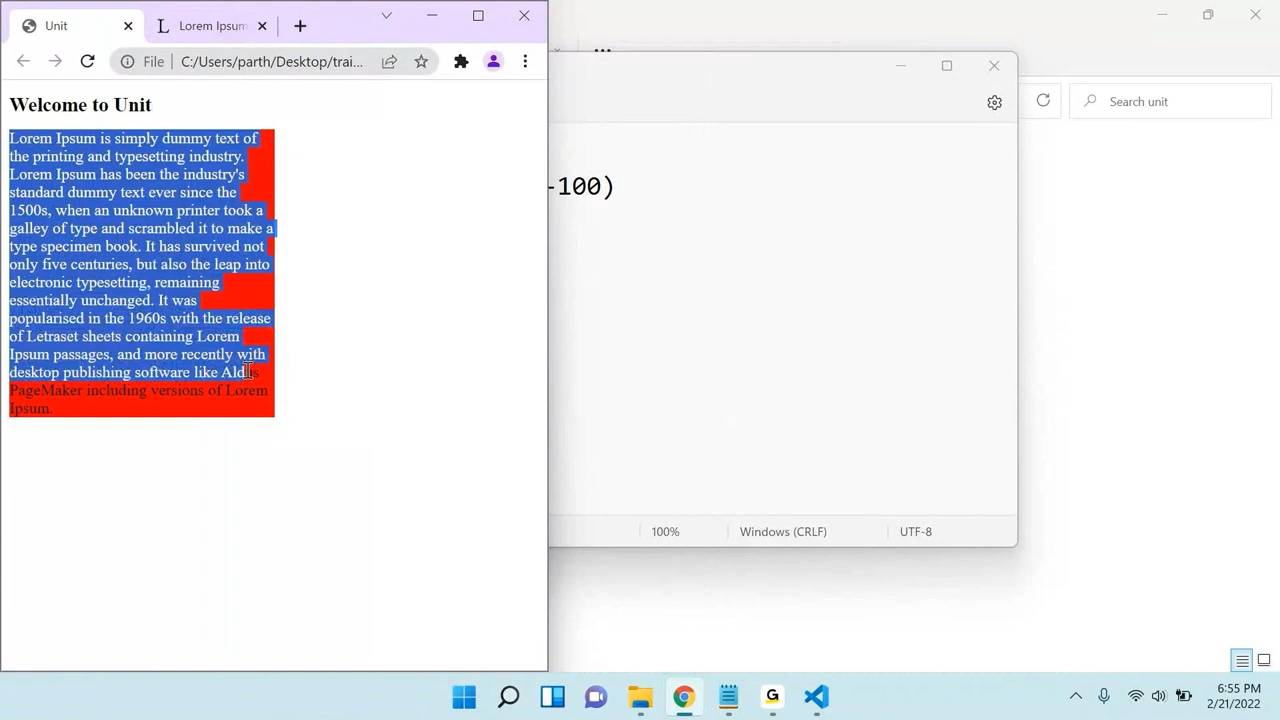 Unit
Lorem Ipsum
File
C:/Users/parth/Desktop/trai...
Search unit
Welcome to Unit
Lorem Ipsum is simply dummy text of
the printing and typesetting industry.
Lorem Ipsum has been the industry's
standard dummy text ever since the
1500s, when an unknown printer took a
galley of type and scrambled it to make a
type specimen book. It has survived not
only five centuries, but also the leap into
electronic typesetting, remaining
essentially unchanged. It was
popularised in the 1960s with the release
of Letraset sheets containing Lorem
Ipsum passages, and more recently with
desktop publishing software like Aldus
PageMaker including versions of Lorem
Ipsum.
-100)
100%
Windows (CRLF)
UTF-8
G
6:55 PM
2/21/2022